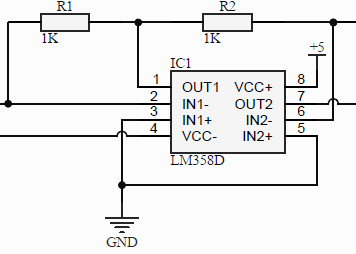 R1 R2
1K 1K
IC1
+5
1 OUT1 VCC+ 8
2 IN1- OUT2 7
3 IN1+ IN2- 6
4 VCC- IN2+ 5
LM358D
GND